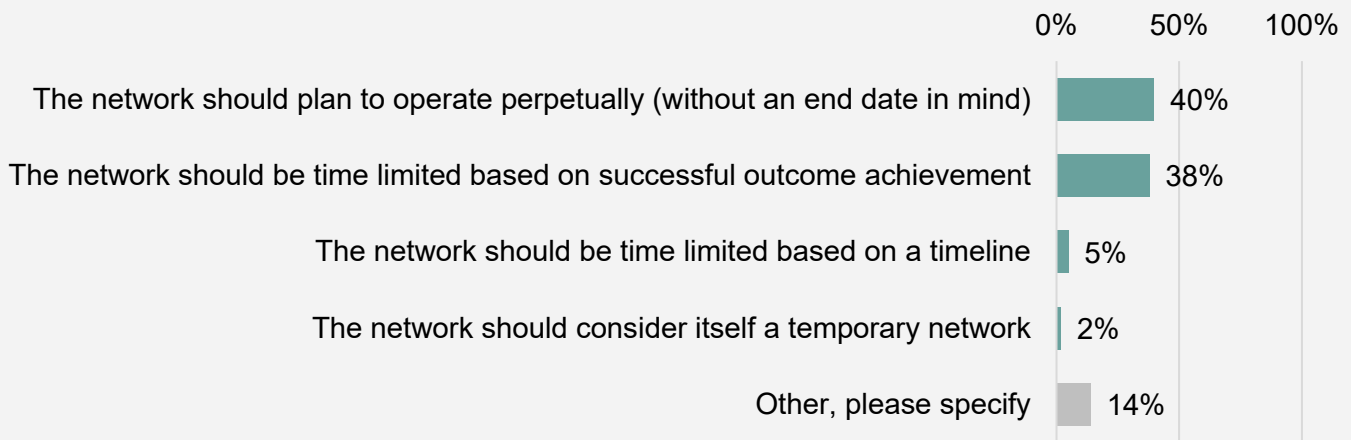 0% 50% 100%
The network should plan to operate perpetually (without an end date in mind) 40%
The network should be time limited based on successful outcome achievement 38%
The network should be time limited based on a timeline 5%
The network should consider itself a temporary network 2%
Other, please specify 14%